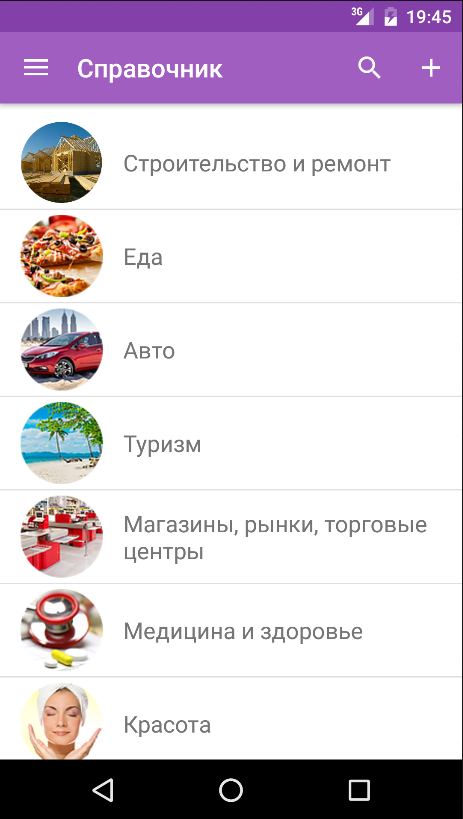 3G 19:45
Справочник
Строительство и ремонт
Еда
Авто
Туризм
Магазины, рынки, торговые
центры
Медицина и здоровье
Красота